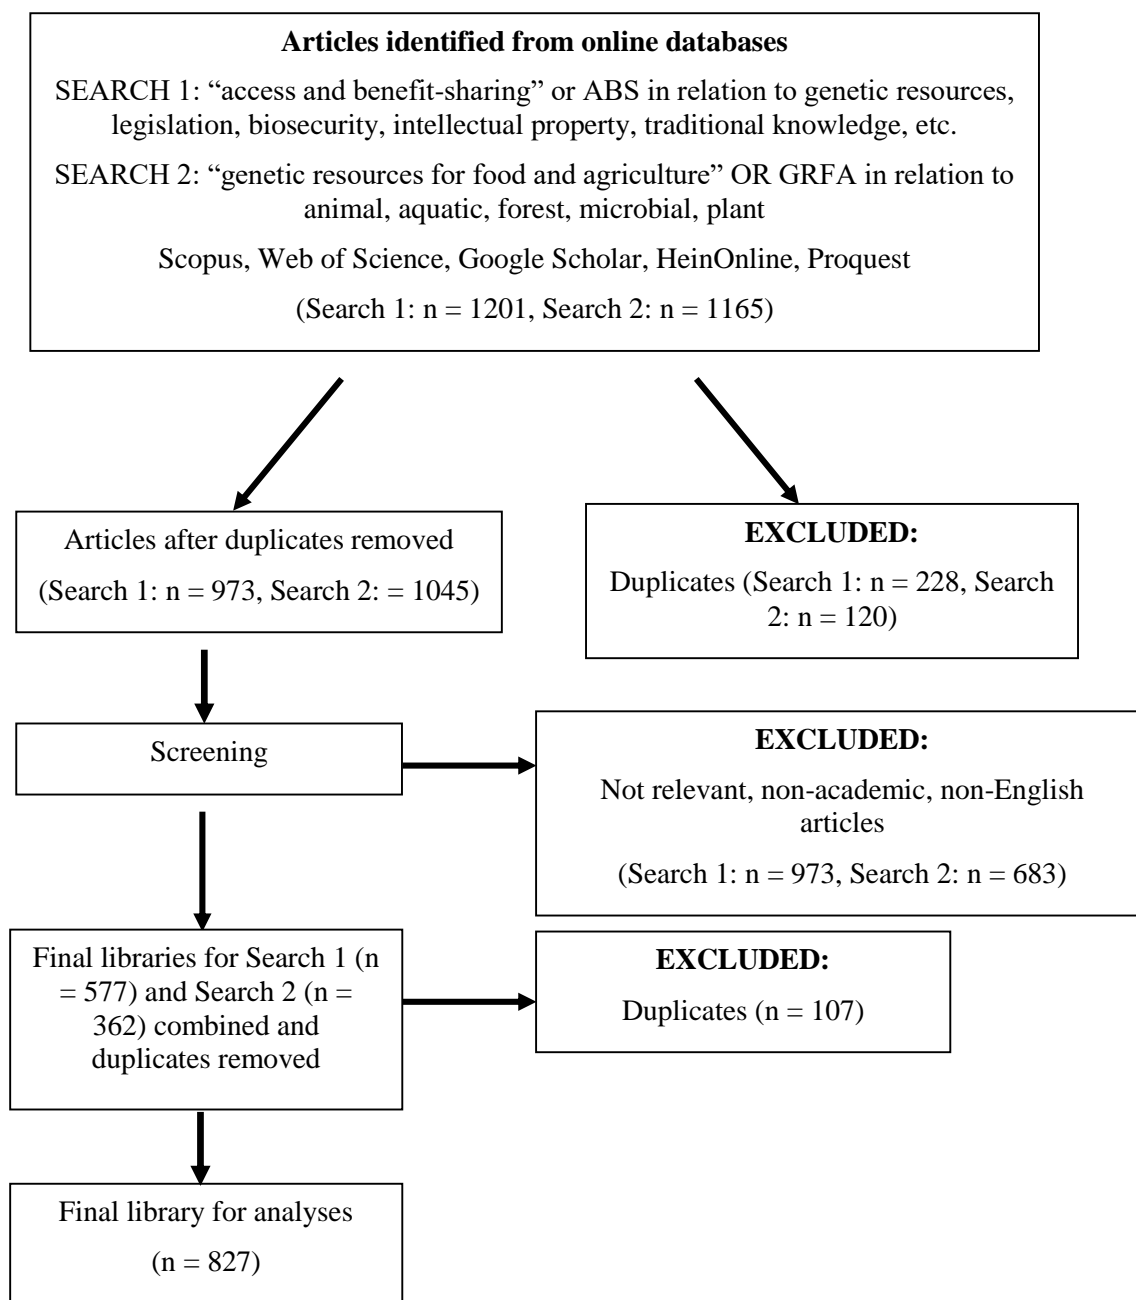 Articles identified from online databases
SEARCH 1: “access and benefit-sharing” or ABS in relation to genetic resources,
legislation, biosecurity, intellectual property, traditional knowledge, etc.
SEARCH 2: “genetic resources for food and agriculture” OR GRFA in relation to
animal, aquatic, forest, microbial, plant
Scopus, Web of Science, Google Scholar, HeinOnline, Proquest
(Search 1: n = 1201, Search 2: n = 1165)
Articles after duplicates removed
(Search 1: n = 973, Search 2: = 1045)
EXCLUDED:
Duplicates (Search 1: n = 228, Search
2: n = 120)
Screening
EXCLUDED:
Not relevant, non-academic, non-English
articles
(Search 1: n = 973, Search 2: n = 683)
Final libraries for Search 1 (n
= 577) and Search 2 (n =
362) combined and
duplicates removed
EXCLUDED:
Duplicates (n = 107)
Final library for analyses
(n = 827)